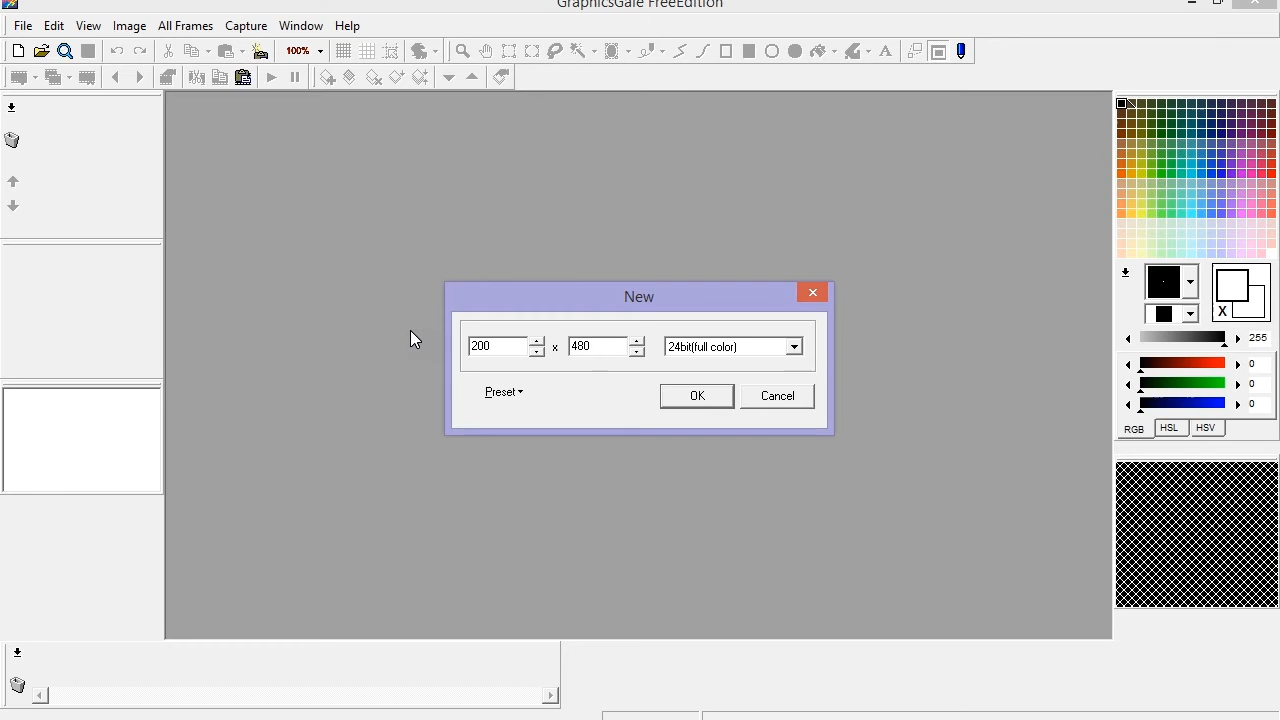 GraphicsGale FreeEdition
File Edit View Image All Frames Capture Window Help
100%
New
200 x 480 24bit(full color)
Preset OK Cancel
X
255
0
0
0
RGB HSL HSV